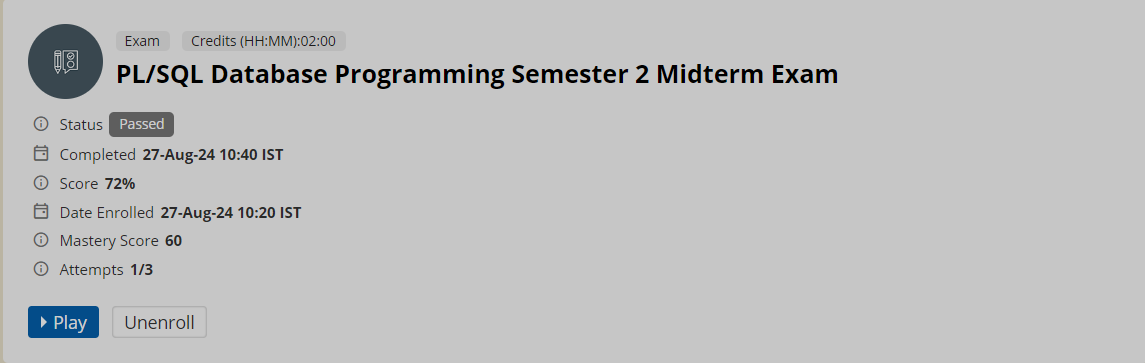 Exam Credits (HH:MM):02:00
PL/SQL Database Programming Semester 2 Midterm Exam
Status Passed
Completed 27-Aug-24 10:40 IST
Score 72%
Date Enrolled 27-Aug-24 10:20 IST
Mastery Score 60
Attempts 1/3
Play Unenroll